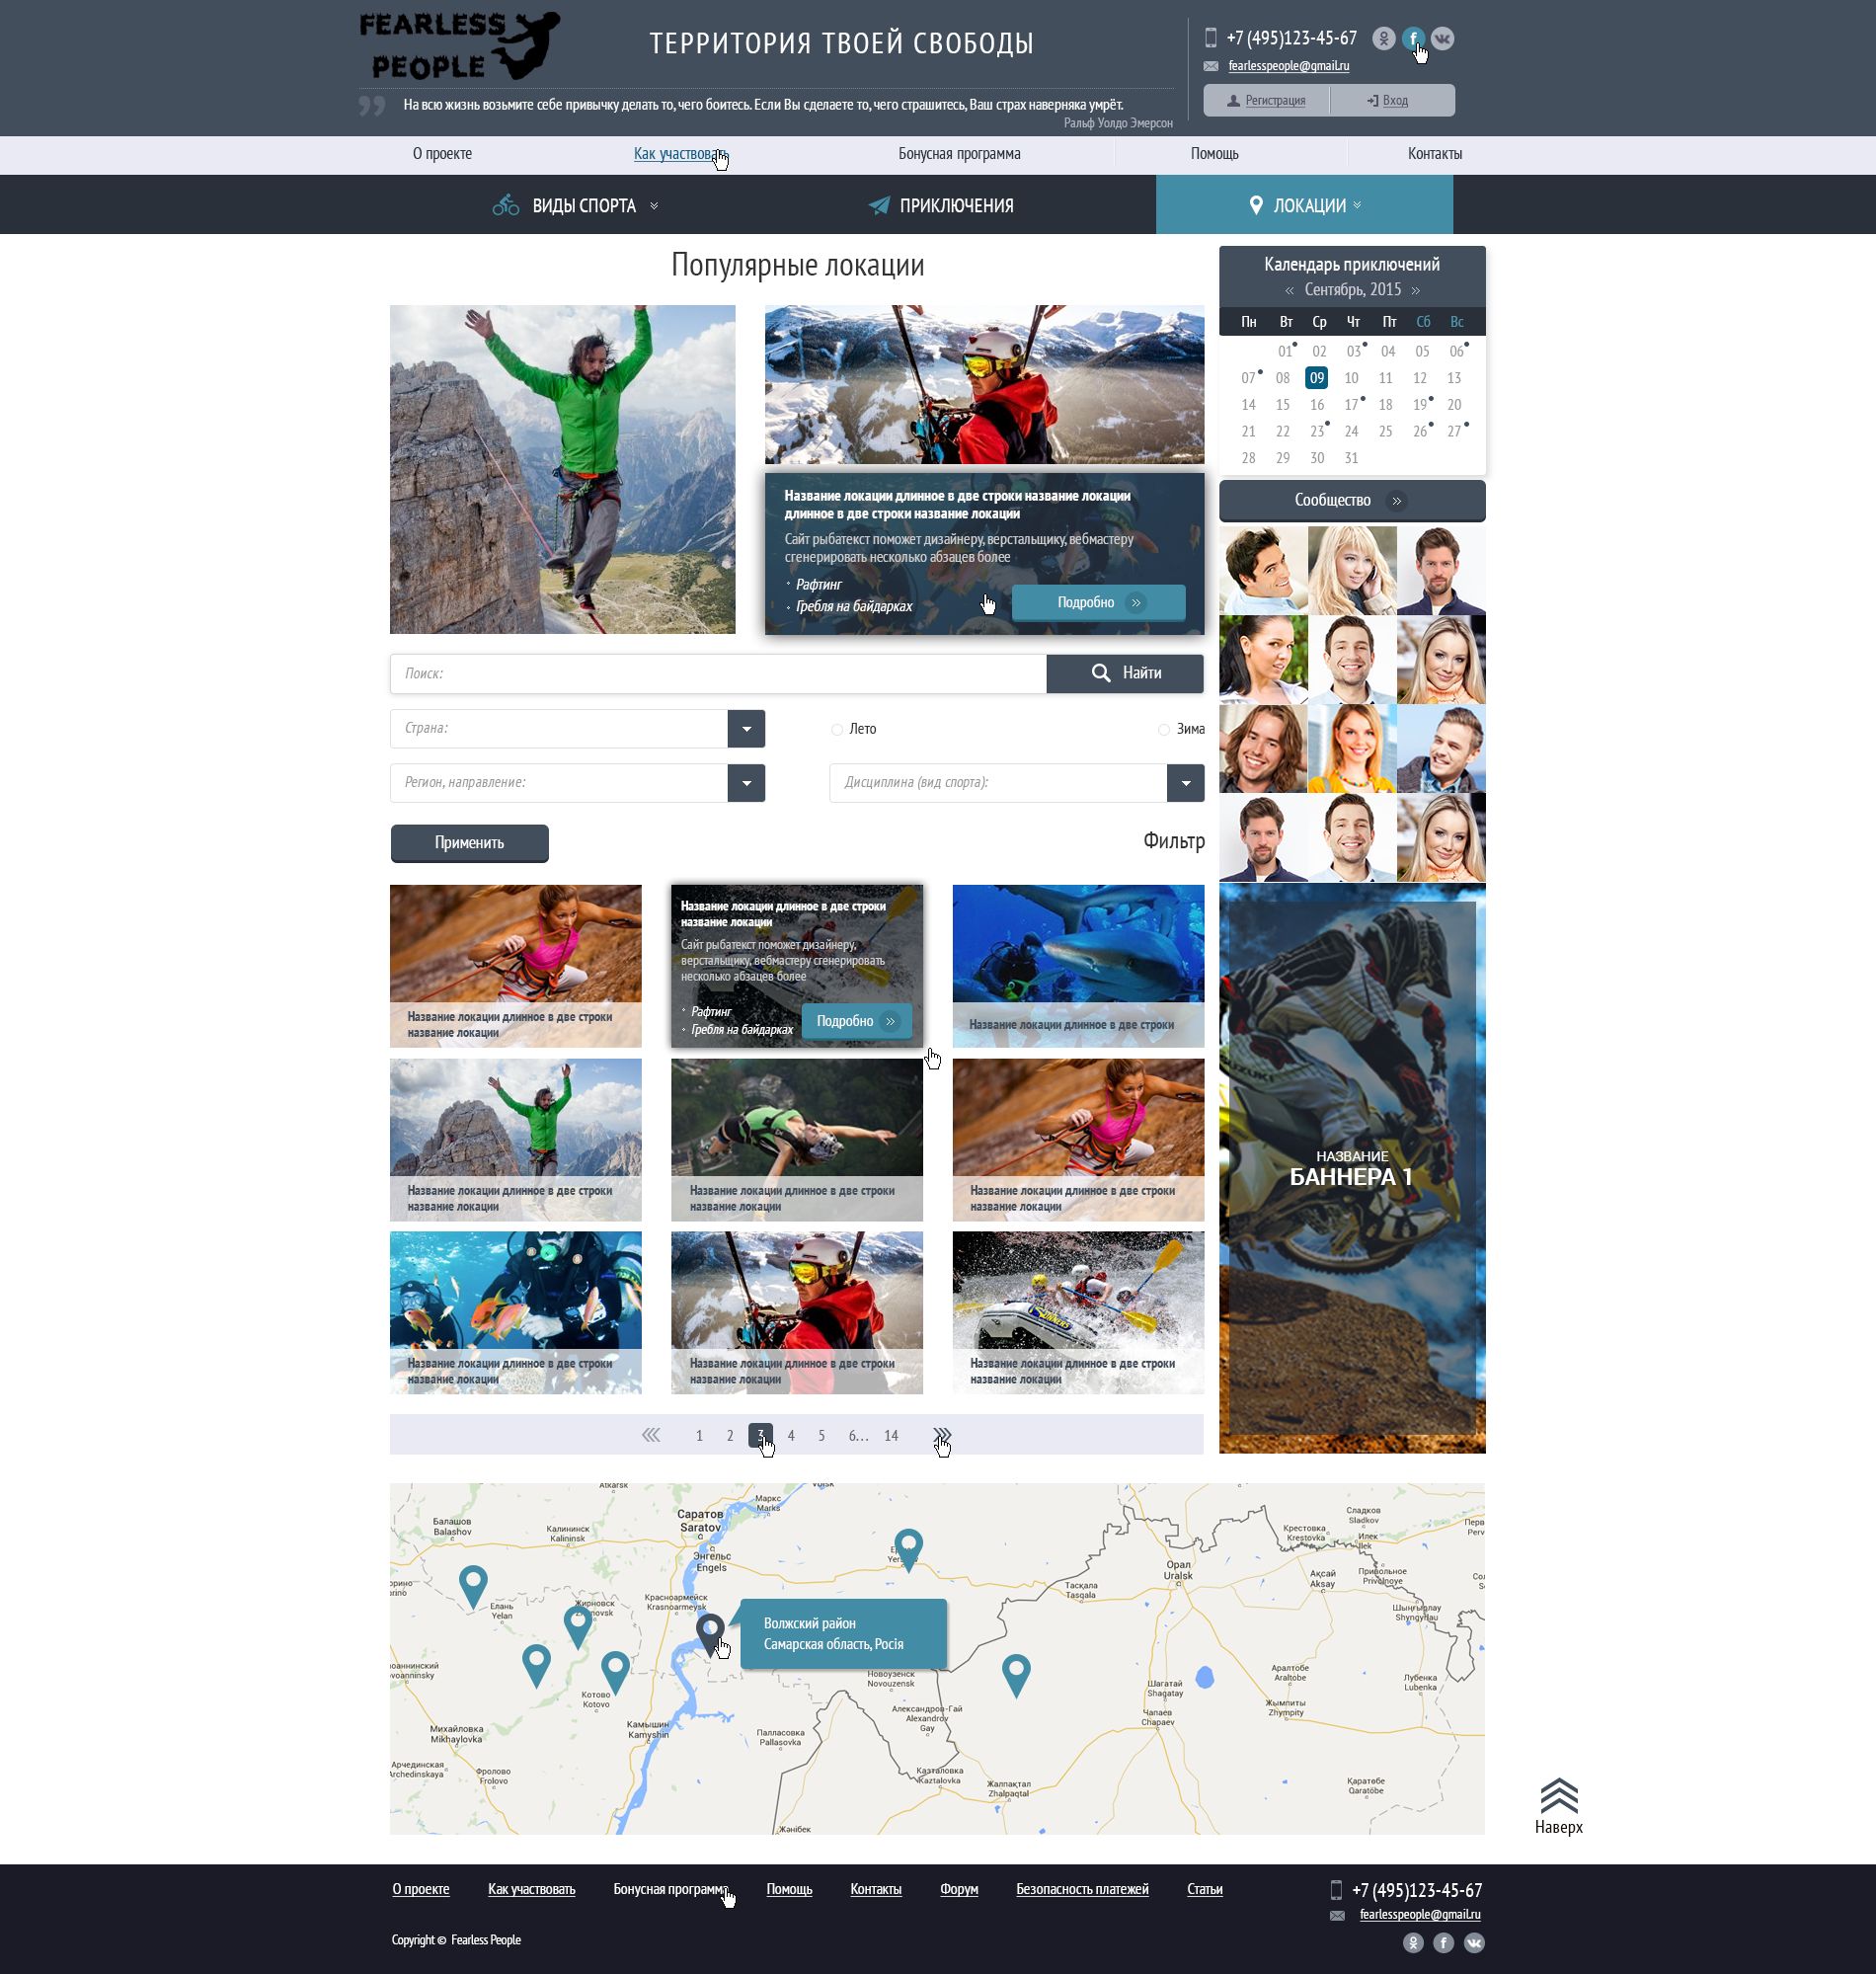 FEARLESS
PEOPLE
ТЕРРИТОРИЯ ТВОЕЙ СВОБОДЫ
+7 (495)123-45-67
fearlesspeople@gmail.ru
На всю жизнь возьмите себе привычку делать то, чего боитесь. Если Вы сделаете то, чего страшитесь, Ваш страх наверняка умрёт.
Ральф Уолдо Эмерсон
Регистрация Вход
О проекте Как участвовать Бонусная программа Помощь Контакты
ВИДЫ СПОРТА ПРИКЛЮЧЕНИЯ ЛОКАЦИИ
Популярные локации
Название локации длинное в две строки название локации
длинное в две строки название локации
Сайт рыбатекст поможет дизайнеру, верстальщику, вебмастеру
сгенерировать несколько абзацев более
Рафтинг
Гребля на байдарках
Подробно
Календарь приключений
« Сентябрь, 2015 »
Пн Вт Ср Чт Пт Сб Вс
01 02 03 04 05 06
07 08 09 10 11 12 13
14 15 16 17 18 19 20
21 22 23 24 25 26 27
28 29 30 31
Сообщество
Поиск:
Найти
Страна:
Лето Зима
Регион, направление:
Дисциплина (вид спорта):
Применить
Фильтр
Название локации длинное в две строки
название локации
Название локации длинное в две строки
название локации
Сайт рыбатекст поможет дизайнеру,
верстальщику, вебмастеру сгенерировать
несколько абзацев более
Рафтинг
Гребля на байдарках
Подробно
Название локации длинное в две строки
Название локации длинное в две строки
название локации
Название локации длинное в две строки
название локации
Название локации длинное в две строки
название локации
Название локации длинное в две строки
название локации
Название локации длинное в две строки
название локации
Название локации длинное в две строки
название локации
SUZUKI
НАЗВАНИЕ
БАННЕРА 1
1 2 3 4 5 6... 14
Atkarsk
Маркс
Marks
Балашов
Balashov
Калининск
Kalininsk
Саратов
Saratov
Энгельс
Engels
Сладков
Sladkov
Крестовка
Krestovka
Илек
Ilek
Орал
Uralsk
Тасқала
Tasqala
Ақсай
Aksay
Привольное
Privolnoye
Шыңғырлау
Shyngyrlau
Елань
Yelan
Жирновск
Красноармейск
Krasnoarmeysk
Волжский район
Самарская область, Росія
Новоузенск
Novouzensk
Котово
Kotovo
Камышин
Kamyshin
Михайловка
Mikhaylovka
Арчединская
Archedinskaya
Фролово
Frolovo
Палласовка
Pallasovka
Александров-Гай
Alexandrov
Gay
Казталовка
Kaztalovka
Жалпақтал
Zhalpaqtal
Жәнібек
Шағатай
Shagatay
Чапаев
Chapaev
Аралтобе
Araltobe
Жымпиты
Zhympity
Лубенка
Lubenka
Қаратөбе
Qaratöbe
Наверх
О проекте Как участвовать Бонусная программа Помощь Контакты Форум Безопасность платежей Статьи
+7 (495)123-45-67
fearlesspeople@gmail.ru
Copyright © Fearless People